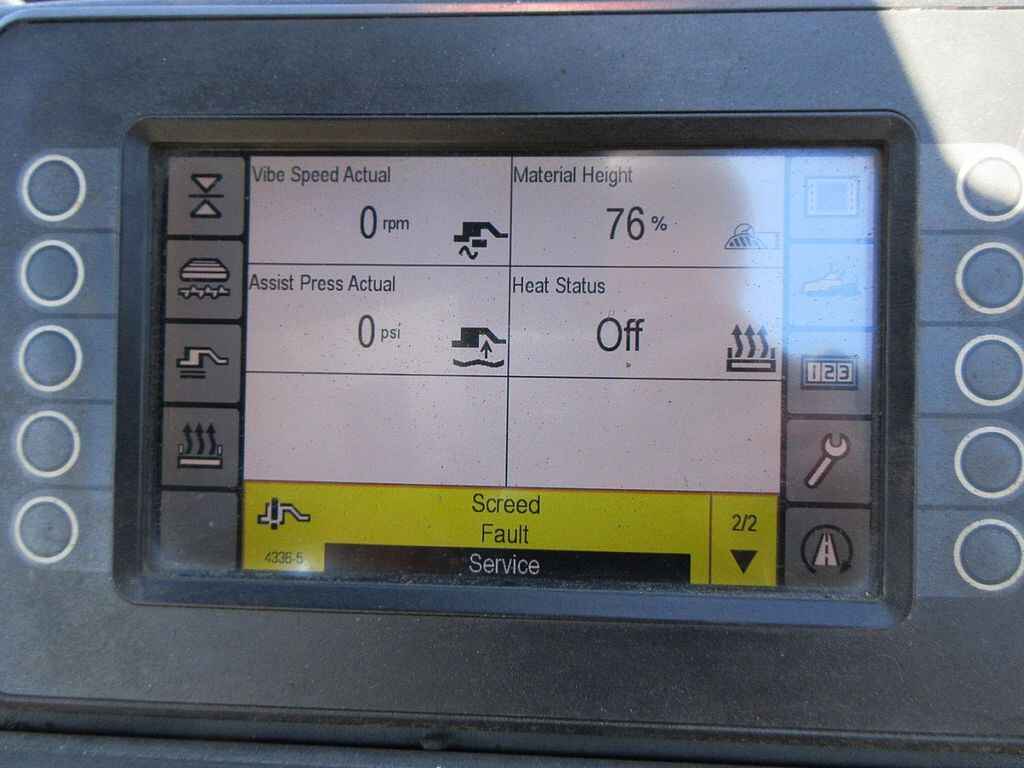 Vibe Speed Actual
0 rpm
Material Height
76 %
Assist Press Actual
0 psi
Heat Status
Off
123
Screed
Fault
2/2
4336-5
Service